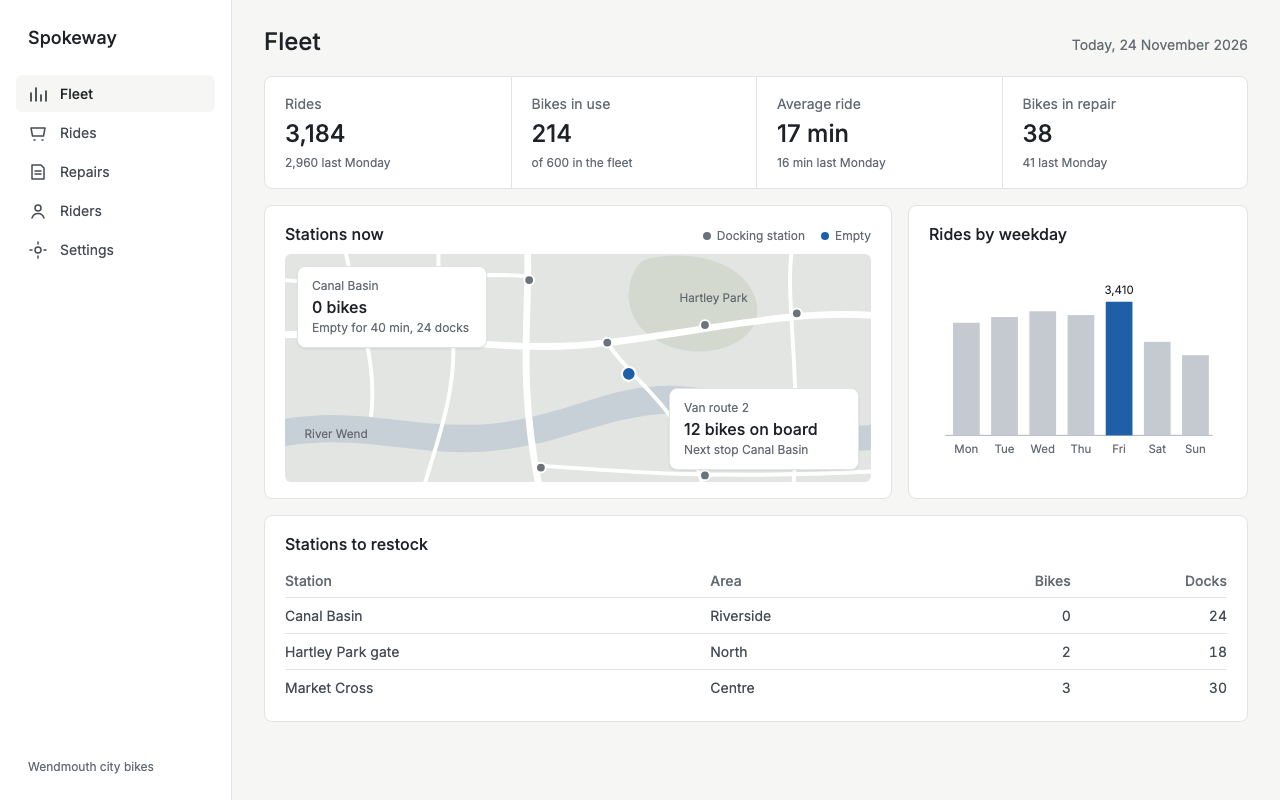 Spokeway
Fleet
Rides
Repairs
Riders
Settings
Wendmouth city bikes
Fleet
Today, 24 November 2026
Rides
3,184
2,960 last Monday
Bikes in use
214
of 600 in the fleet
Average ride
17 min
16 min last Monday
Bikes in repair
38
41 last Monday
Stations now
Docking station
Empty
Canal Basin
0 bikes
Empty for 40 min, 24 docks
Hartley Park
River Wend
Van route 2
12 bikes on board
Next stop Canal Basin
Rides by weekday
3,410
Mon Tue Wed Thu Fri Sat Sun
Stations to restock
Station Area Bikes Docks
Canal Basin Riverside 0 24
Hartley Park gate North 2 18
Market Cross Centre 3 30